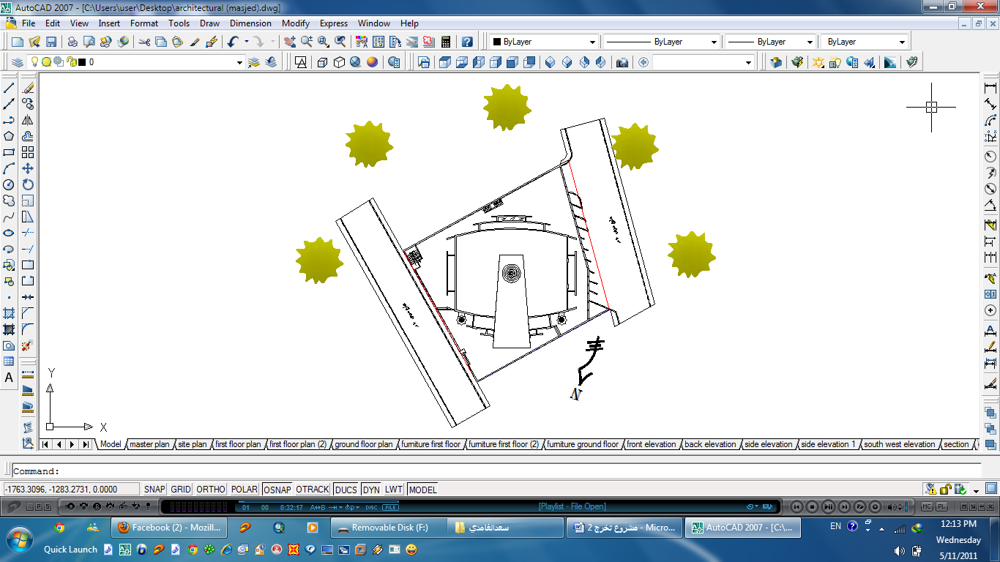 AutoCAD 2007 - [C:\Users\user\Desktop\architectural (masjed).dwg]
File Edit View Insert Format Tools Draw Dimension Modify Express Window Help
ByLayer ByLayer ByLayer ByLayer
0
N
Y
X
A
Model master plan site plan first floor plan first floor plan (2) ground floor plan furniture first floor furniture first floor (2) furniture ground floor front elevation back elevation side elevation side elevation 1 south west elevation section
Command:
-1763.3096, -1283.2731, 0.0000 SNAP GRID ORTHO POLAR OSNAP OTRACK DUCS DYN LWT MODEL
01 00 0:32:17 A↔B DISC FILE [Playlist - File Open] MC PL
Facebook (2) - Mozill... Removable Disk (F:) سعدالغامدي مشروع تخرج 2 - Micro... AutoCAD 2007 - [C:\... EN 12:13 PM
Quick Launch Wednesday
5/11/2011